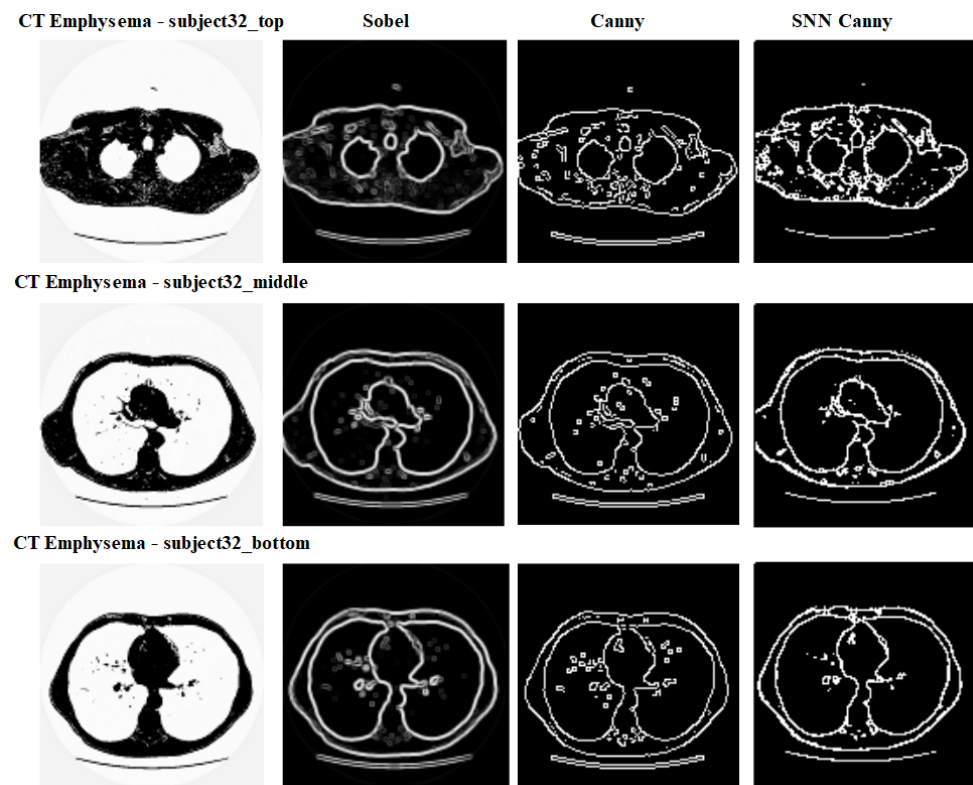 CT Emphysema - subject32_top Sobel Canny SNN Canny
CT Emphysema - subject32_middle
CT Emphysema - subject32_bottom